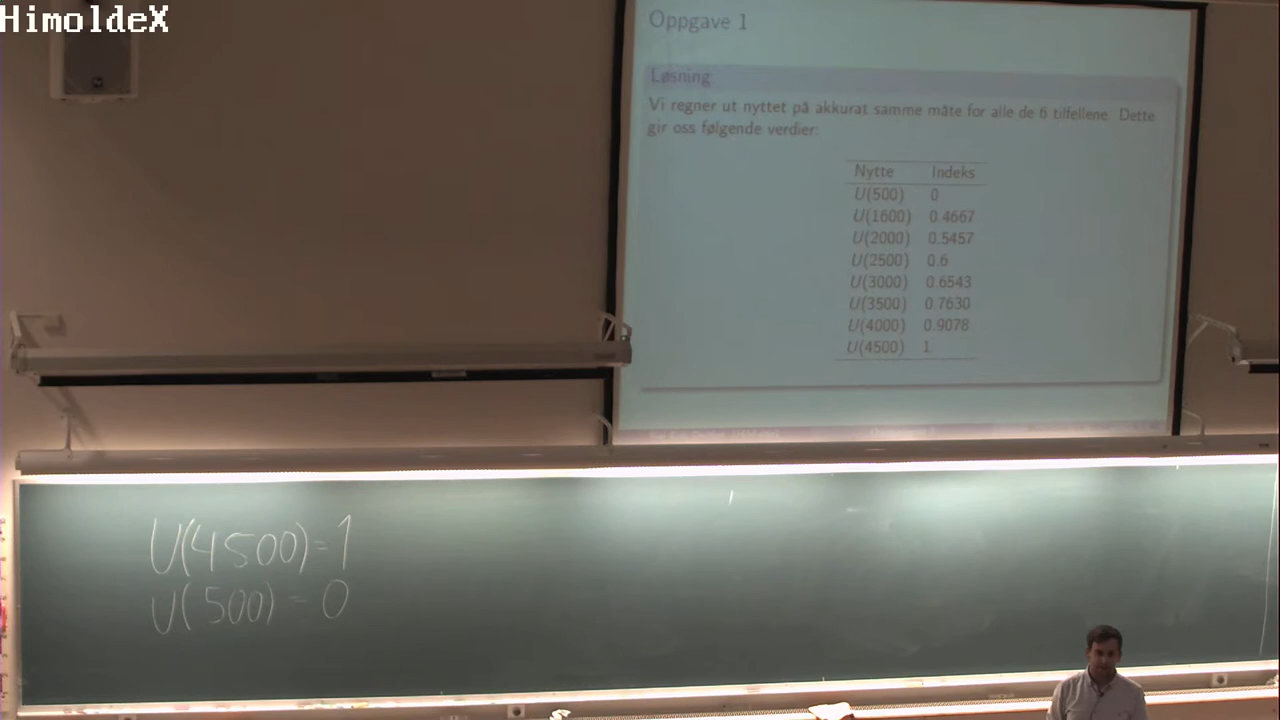 HimoldeX
Oppgave 1
Løsning
Vi regner ut nyttet på akkurat samme måte for alle de 6 tilfellene. Dette
gir oss følgende verdier:
Nytte Indeks
U(500) 0
U(1600) 0.4667
U(2000) 0.5457
U(2500) 0.6
U(3000) 0.6543
U(3500) 0.7630
U(4000) 0.9078
U(4500) 1
U(4500) = 1
U(500) = 0